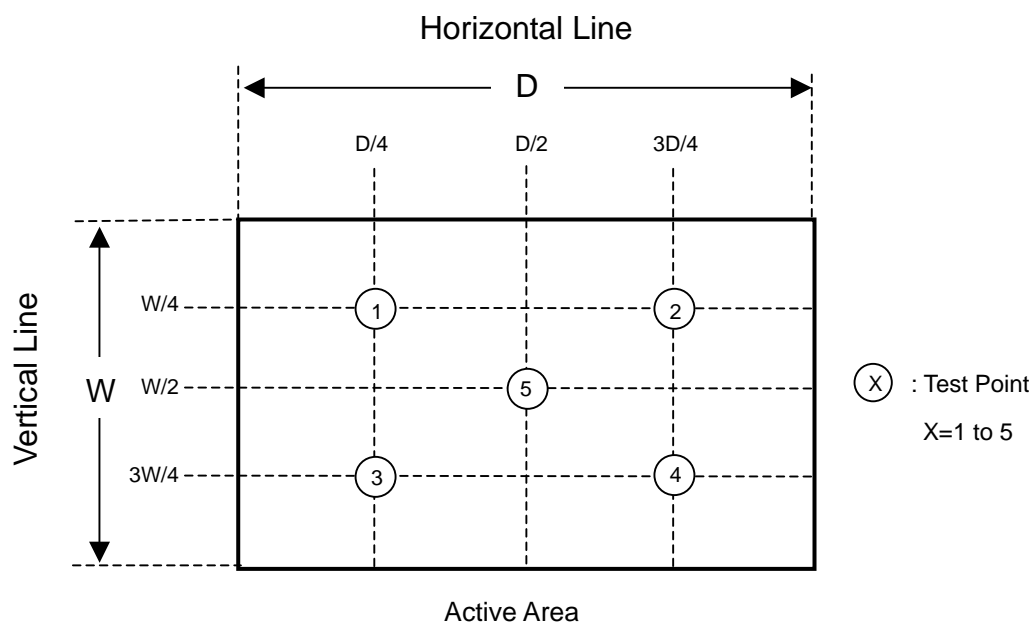 Horizontal Line
D
D/4 D/2 3D/4
Vertical Line
W
W/4
W/2
3W/4
1
2
5
3
4
X : Test Point
X=1 to 5
Active Area